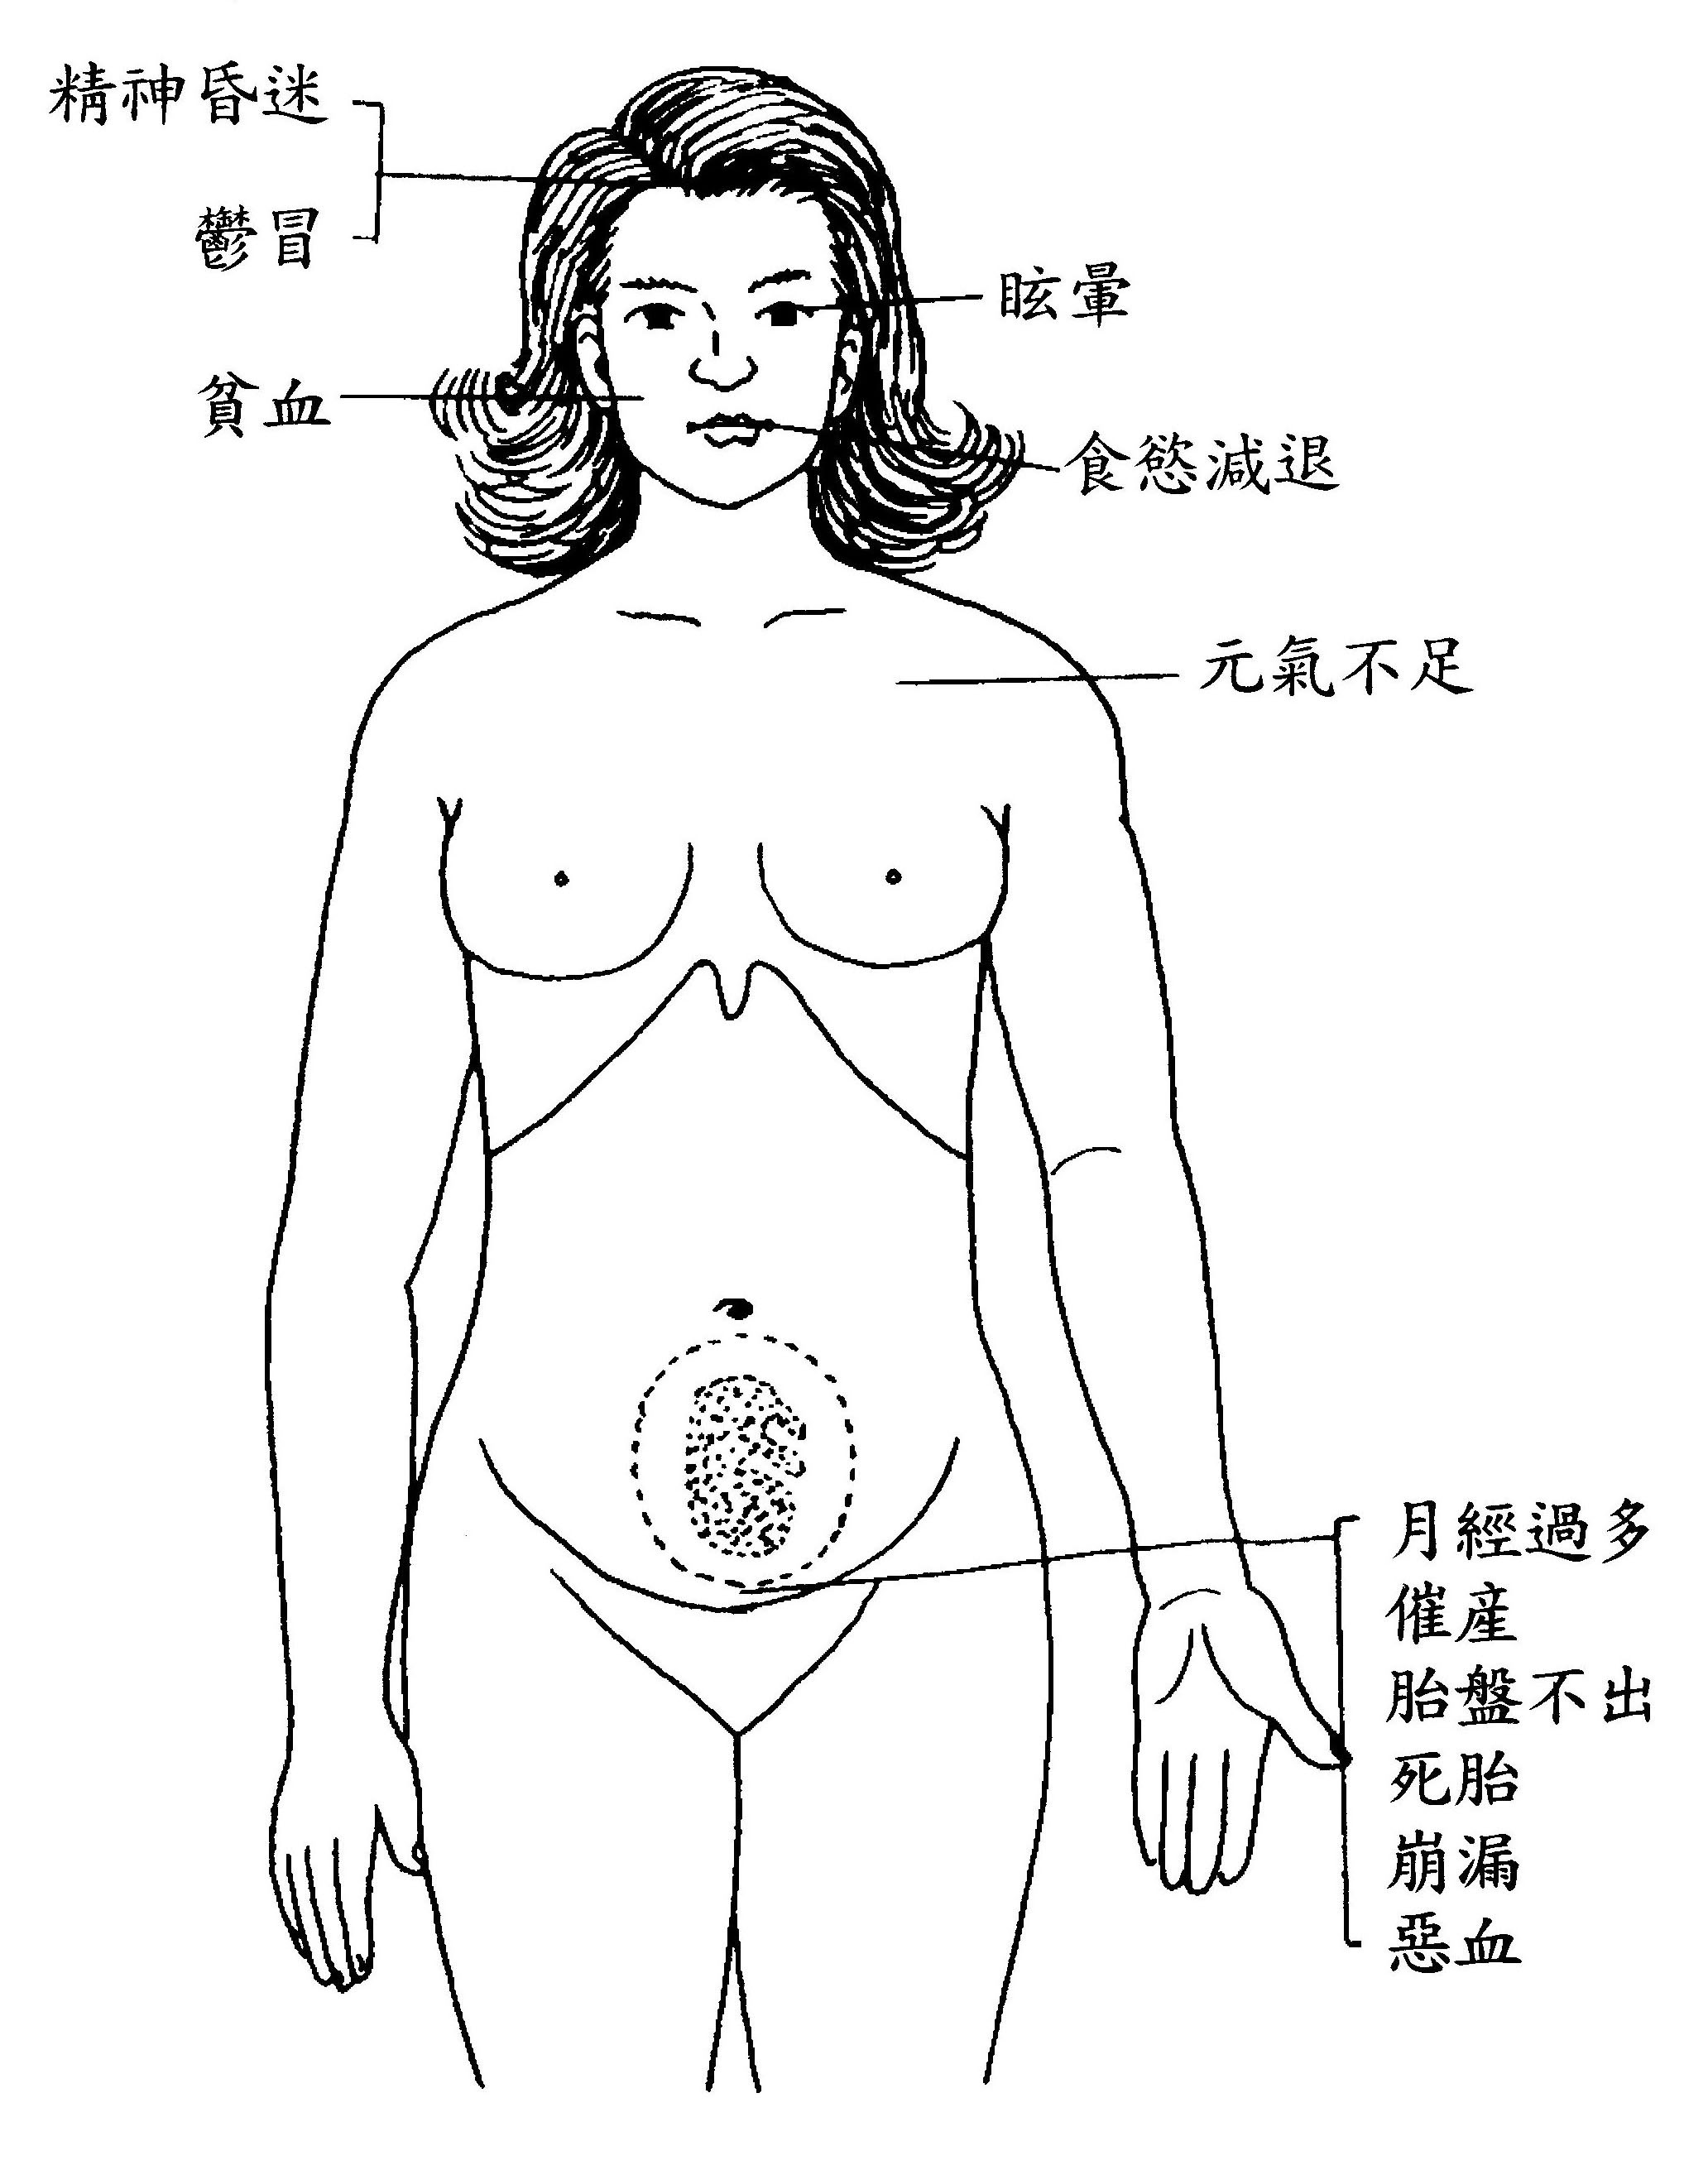 精神昏迷
鬱冒
眩暈
貧血
食慾減退
元氣不足
月經過多
催產
胎盤不出
死胎
崩漏
惡血